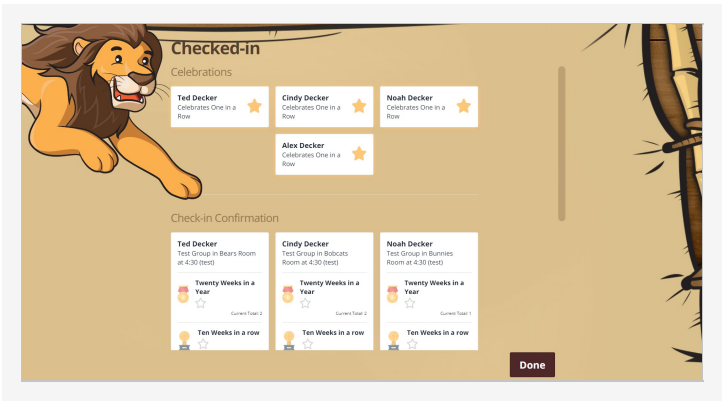 Checked-in
Celebrations
Ted Decker
Celebrates One in a
Row
Cindy Decker
Celebrates One in a
Row
Noah Decker
Celebrates One in a
Row
Alex Decker
Celebrates One in a
Row
Check-in Confirmation
Ted Decker
Test Group in Bears Room
at 4:30 (test)
Twenty Weeks in a
Year
Current Total: 2
Ten Weeks in a row
Cindy Decker
Test Group in Bobcats
Room at 4:30 (test)
Twenty Weeks in a
Year
Current Total: 2
Ten Weeks in a row
Noah Decker
Test Group in Bunnies
Room at 4:30 (test)
Twenty Weeks in a
Year
Current Total: 1
Ten Weeks in a row
Done